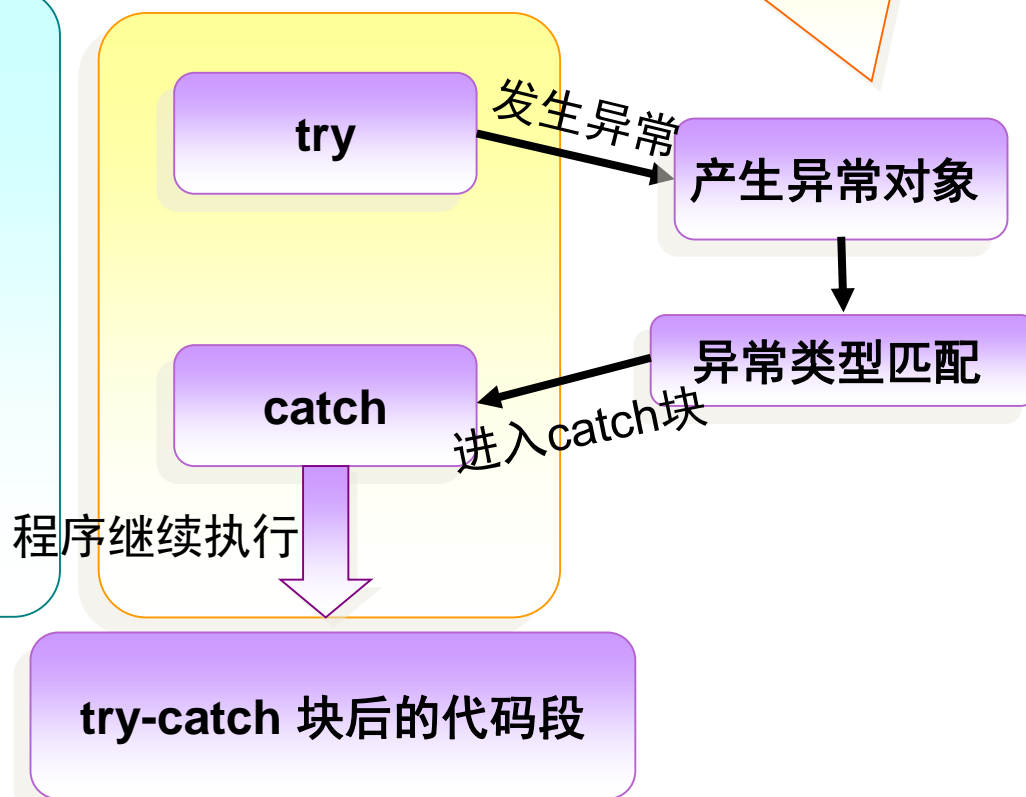 try
发生异常
产生异常对象
异常类型匹配
进入catch块
catch
程序继续执行
try-catch 块后的代码段